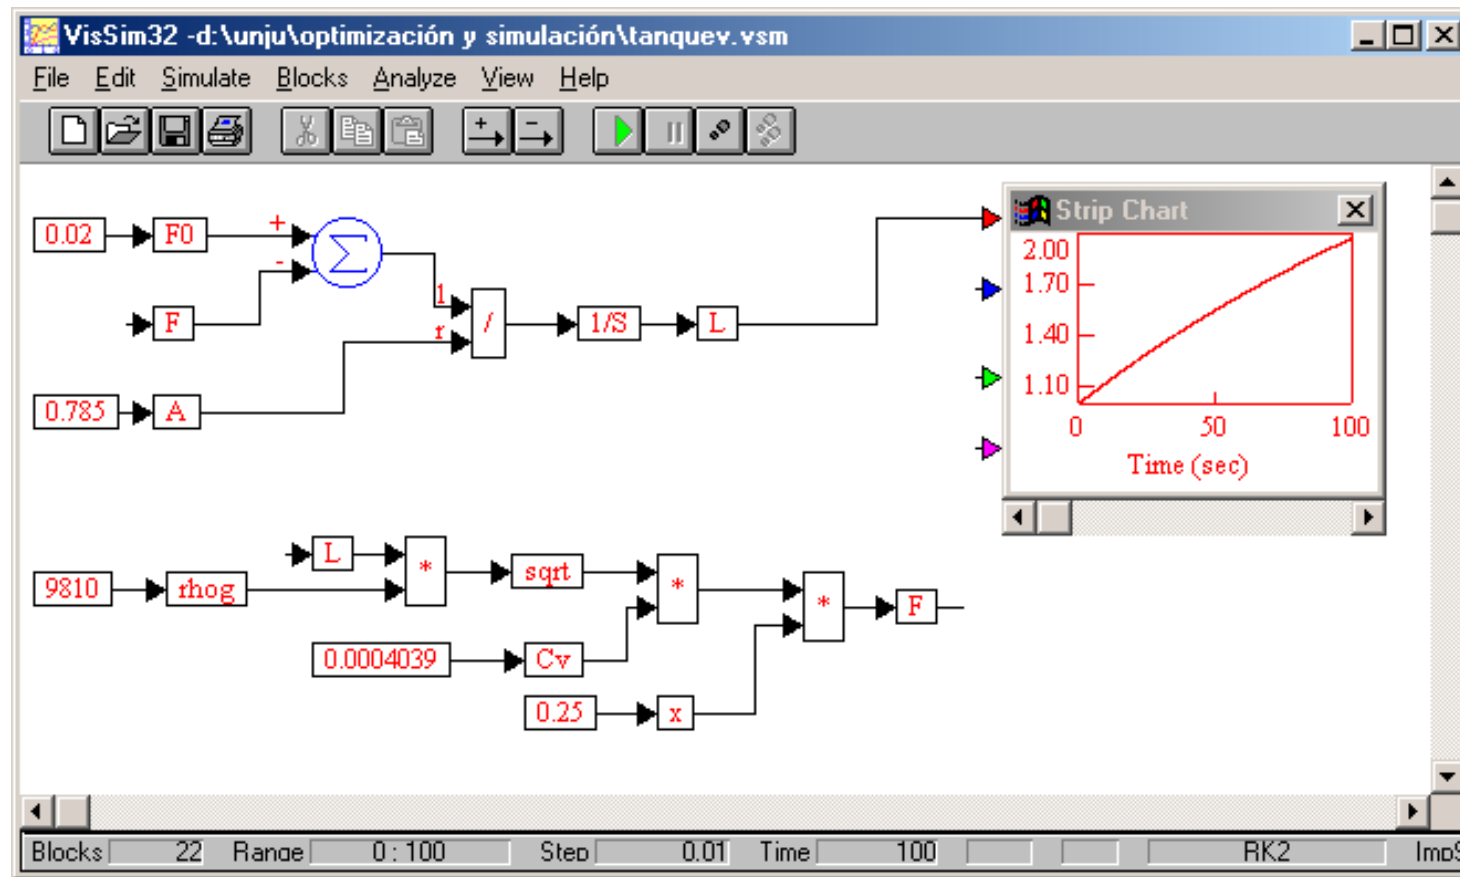 VisSim32 -d:\unju\optimización y simulación\tanquev.vsm
File Edit Simulate Blocks Analyze View Help
0.02 F0 + Σ
-
F
l
r
/ 1/S L
0.785 A
Strip Chart
2.00
1.70
1.40
1.10
0 50 100
Time (sec)
L
9810 rhog * sqrt * * F
0.0004039 Cv
0.25 x
Blocks 22 Range 0 : 100 Step 0.01 Time 100 RK2